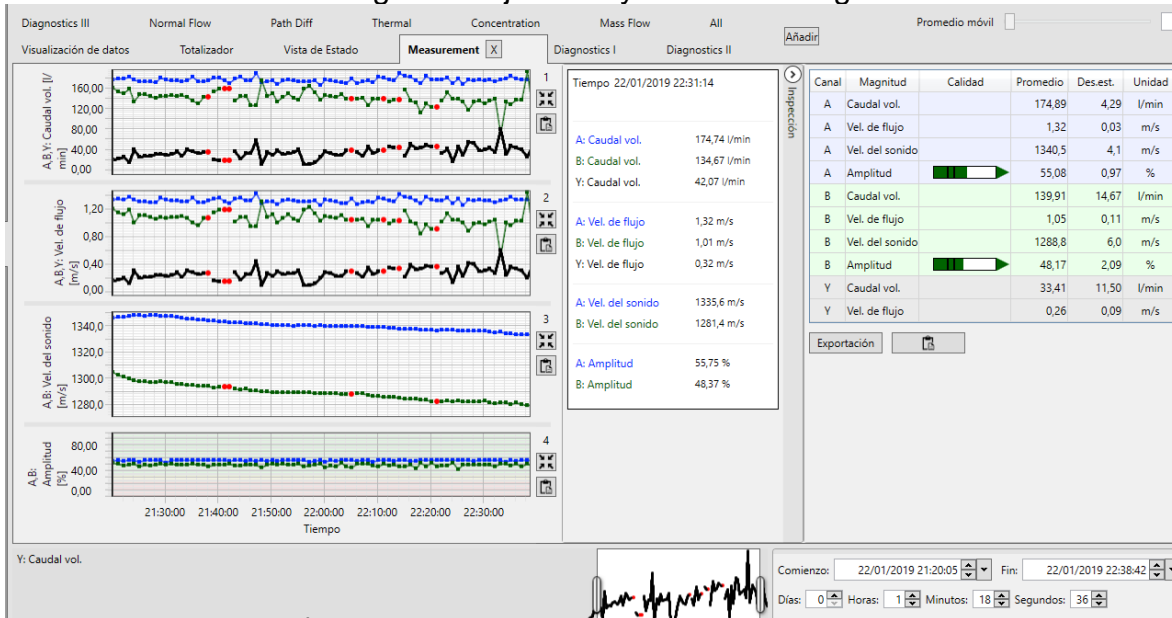 Diagnostics III Normal Flow Path Diff Thermal Concentration Mass Flow All
Visualización de datos Totalizador Vista de Estado Measurement X Diagnostics I Diagnostics II
Añadir
Promedio móvil
A,B,Y: Caudal vol. [l/
min]
160,00
120,00
80,00
40,00
0,00
1
A,B,Y: Vel. de flujo
[m/s]
1,20
0,80
0,40
0,00
2
A,B: Vel. del sonido
[m/s]
1340,0
1320,0
1300,0
1280,0
3
A,B:
Amplitud
[%]
80,00
40,00
0,00
4
21:30:00 21:40:00 21:50:00 22:00:00 22:10:00 22:20:00 22:30:00
Tiempo
Tiempo 22/01/2019 22:31:14
A: Caudal vol. 174,74 l/min
B: Caudal vol. 134,67 l/min
Y: Caudal vol. 42,07 l/min
A: Vel. de flujo 1,32 m/s
B: Vel. de flujo 1,01 m/s
Y: Vel. de flujo 0,32 m/s
A: Vel. del sonido 1335,6 m/s
B: Vel. del sonido 1281,4 m/s
A: Amplitud 55,75 %
B: Amplitud 48,37 %
Inspección
Canal Magnitud Calidad Promedio Des.est. Unidad
A Caudal vol. 174,89 4,29 l/min
A Vel. de flujo 1,32 0,03 m/s
A Vel. del sonido 1340,5 4,1 m/s
A Amplitud 55,08 0,97 %
B Caudal vol. 139,91 14,67 l/min
B Vel. de flujo 1,05 0,11 m/s
B Vel. del sonido 1288,8 6,0 m/s
B Amplitud 48,17 2,09 %
Y Caudal vol. 33,41 11,50 l/min
Y Vel. de flujo 0,26 0,09 m/s
Exportación
Y: Caudal vol.
Comienzo: 22/01/2019 21:20:05 Fin: 22/01/2019 22:38:42
Días: 0 Horas: 1 Minutos: 18 Segundos: 36